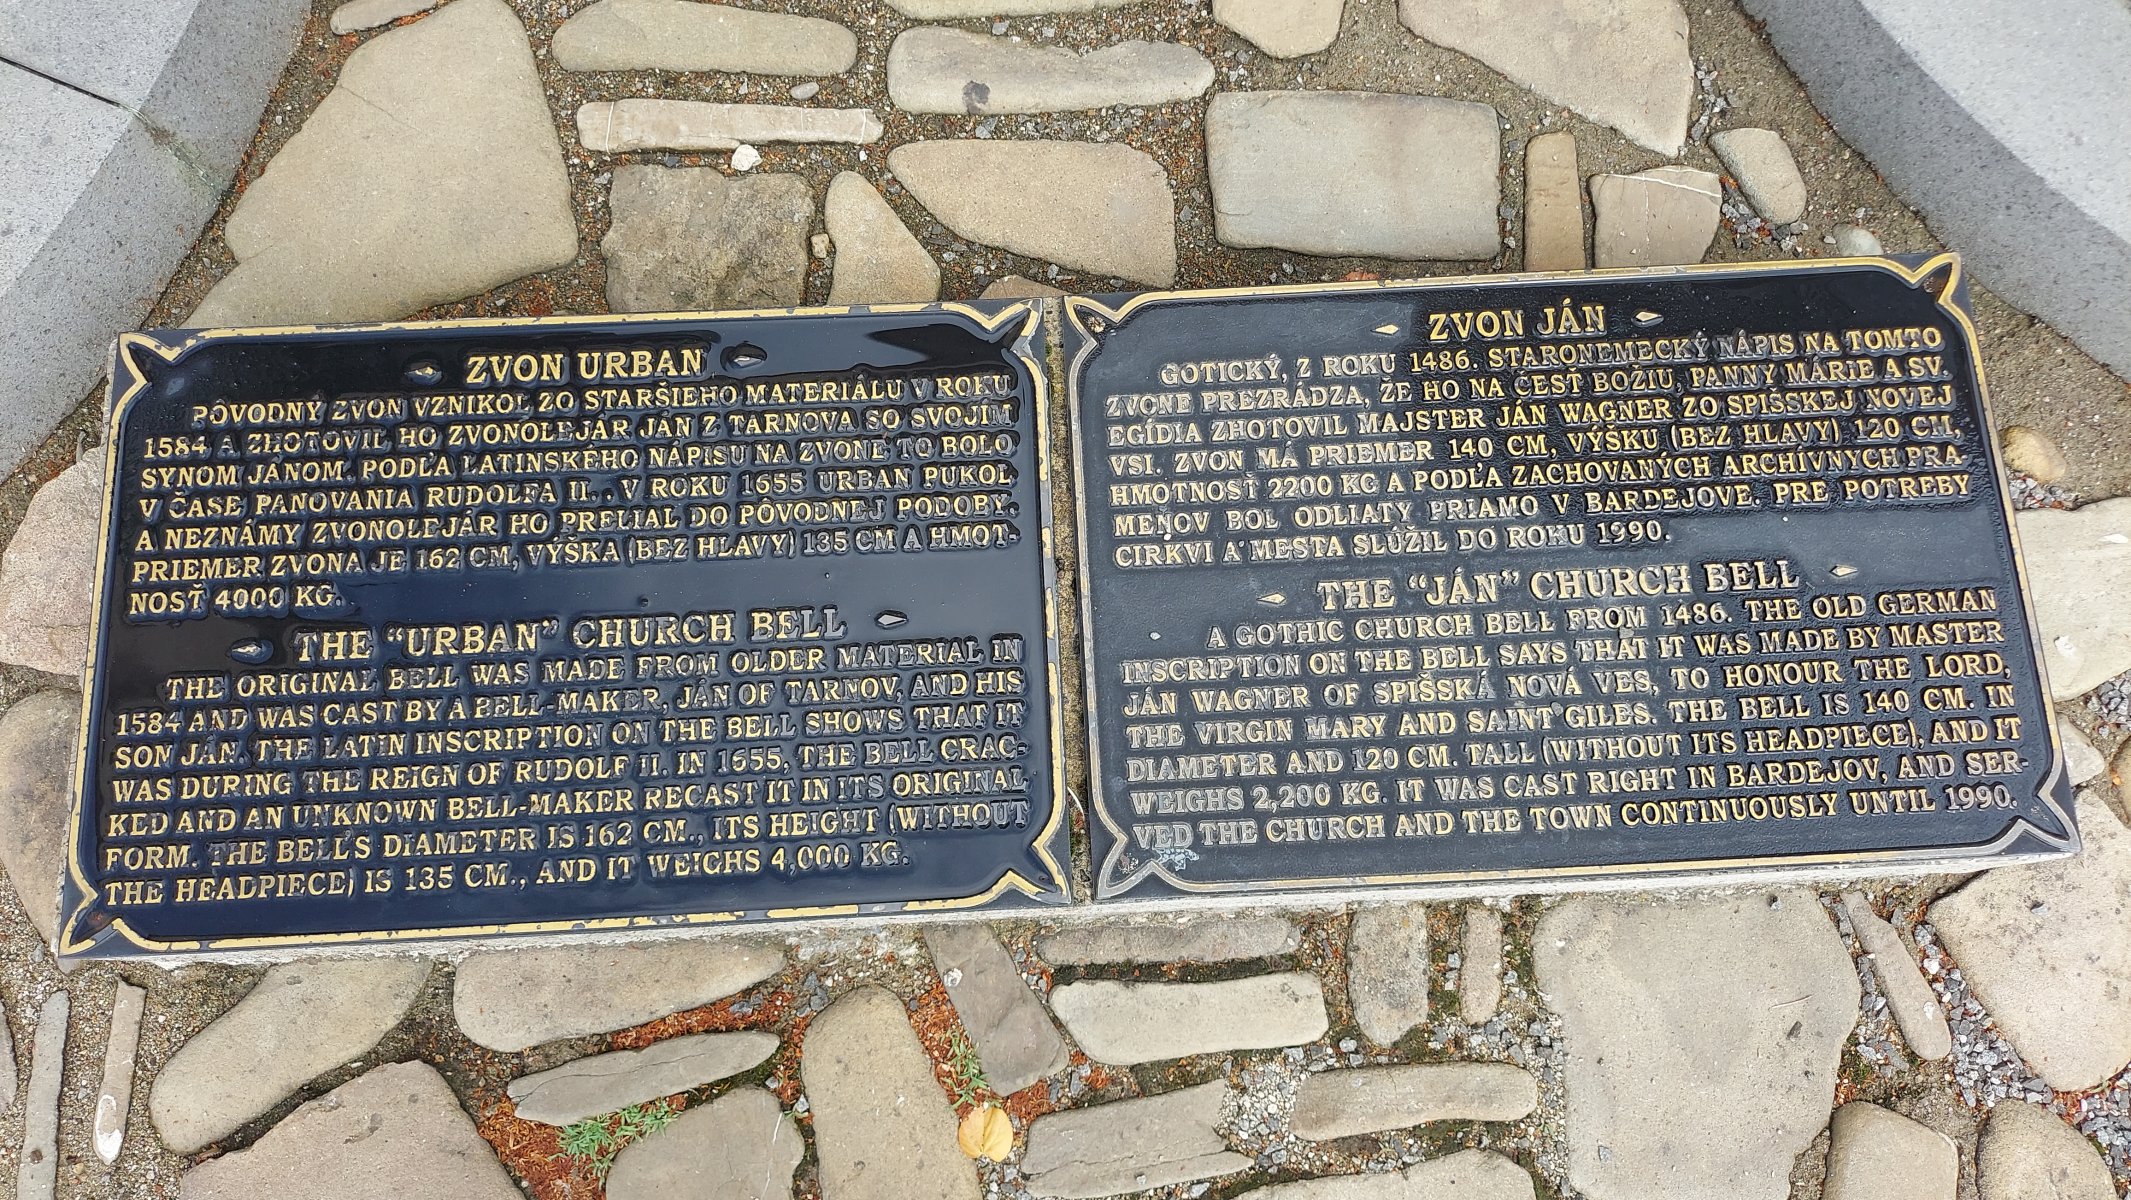 ZVON URBAN
PÔVODNÝ ZVON VZNIKOL ZO STARŠIEHO MATERIÁLU V ROKU
1584 A ZHOTOVIL HO ZVONOLEJÁR JÁN Z TARNOVA SO SVOJÍM
SYNOM JÁNOM. PODĽA LATINSKÉHO NÁPISU NA ZVONE TO BOLO
V ČASE PANOVANIA RUDOLFA II.. V ROKU 1655 URBAN PUKOL
A NEZNÁMY ZVONOLEJÁR HO PRELIAL DO PÔVODNEJ PODOBY.
PRIEMER ZVONA JE 162 CM, VÝŠKA (BEZ HLAVY) 135 CM A HMOT-
NOSŤ 4000 KG.
THE "URBAN" CHURCH BELL
THE ORIGINAL BELL WAS MADE FROM OLDER MATERIAL IN
1584 AND WAS CAST BY A BELL-MAKER, JÁN OF TARNOV, AND HIS
SON JÁN. THE LATIN INSCRIPTION ON THE BELL SHOWS THAT IT
WAS DURING THE REIGN OF RUDOLF II. IN 1655, THE BELL CRAC-
KED AND AN UNKNOWN BELL-MAKER RECAST IT IN ITS ORIGINAL
FORM. THE BELL'S DIAMETER IS 162 CM., ITS HEIGHT (WITHOUT
THE HEADPIECE) IS 135 CM., AND IT WEIGHS 4,000 KG.
ZVON JÁN
GOTICKÝ, Z ROKU 1486. STARONEMECKÝ NÁPIS NA TOMTO
ZVONE PREZRÁDZA, ŽE HO NA ČESŤ BOŽIU, PANNY MÁRIE A SV.
EGÍDIA ZHOTOVIL MAJSTER JÁN WAGNER ZO SPIŠSKEJ NOVEJ
VSI. ZVON MÁ PRIEMER 140 CM, VÝŠKU (BEZ HLAVY) 120 CM,
HMOTNOSŤ 2200 KG A PODĽA ZACHOVANÝCH ARCHÍVNYCH PRA-
MEŇOV BOL ODLIATY PRIAMO V BARDEJOVE. PRE POTREBY
CIRKVI A MESTA SLÚŽIL DO ROKU 1990.
THE "JÁN" CHURCH BELL
A GOTHIC CHURCH BELL FROM 1486. THE OLD GERMAN
INSCRIPTION ON THE BELL SAYS THAT IT WAS MADE BY MASTER
JÁN WAGNER OF SPIŠSKÁ NOVÁ VES, TO HONOUR THE LORD,
THE VIRGIN MARY AND SAINT GILES. THE BELL IS 140 CM. IN
DIAMETER AND 120 CM. TALL (WITHOUT ITS HEADPIECE), AND IT
WEIGHS 2,200 KG. IT WAS CAST RIGHT IN BARDEJOV, AND SER-
VED THE CHURCH AND THE TOWN CONTINUOUSLY UNTIL 1990.